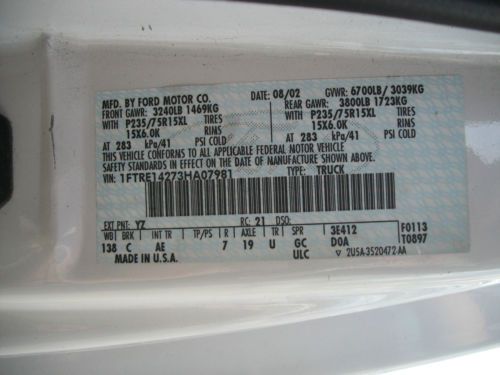 MFD. BY FORD MOTOR CO. DATE: 08/02 GVWR: 6700LB/ 3039KG
FRONT GAWR: 3240LB 1469KG REAR GAWR: 3800LB 1723KG
WITH P235/75R15XL TIRES WITH P235/75R15XL TIRES
15X6.0K RIMS 15X6.0K RIMS
AT 283 kPa/41 PSI COLD AT 283 kPa/41 PSI COLD
THIS VEHICLE CONFORMS TO ALL APPLICABLE FEDERAL MOTOR VEHICLE
SAFETY STANDARDS IN EFFECT ON THE DATE OF MANUFACTURE SHOWN ABOVE.
1FTRE14273HA07981 TYPE: TRUCK
EXT PNT: YZ RC: 21 DSO:
WB BRK INT TR TP/PS R AXLE TR SPR 3E412 F0113
138 C AE 7 19 U GC DOA T0897
MADE IN U.S.A. ULC ▽ 2U5A-3520472-AA